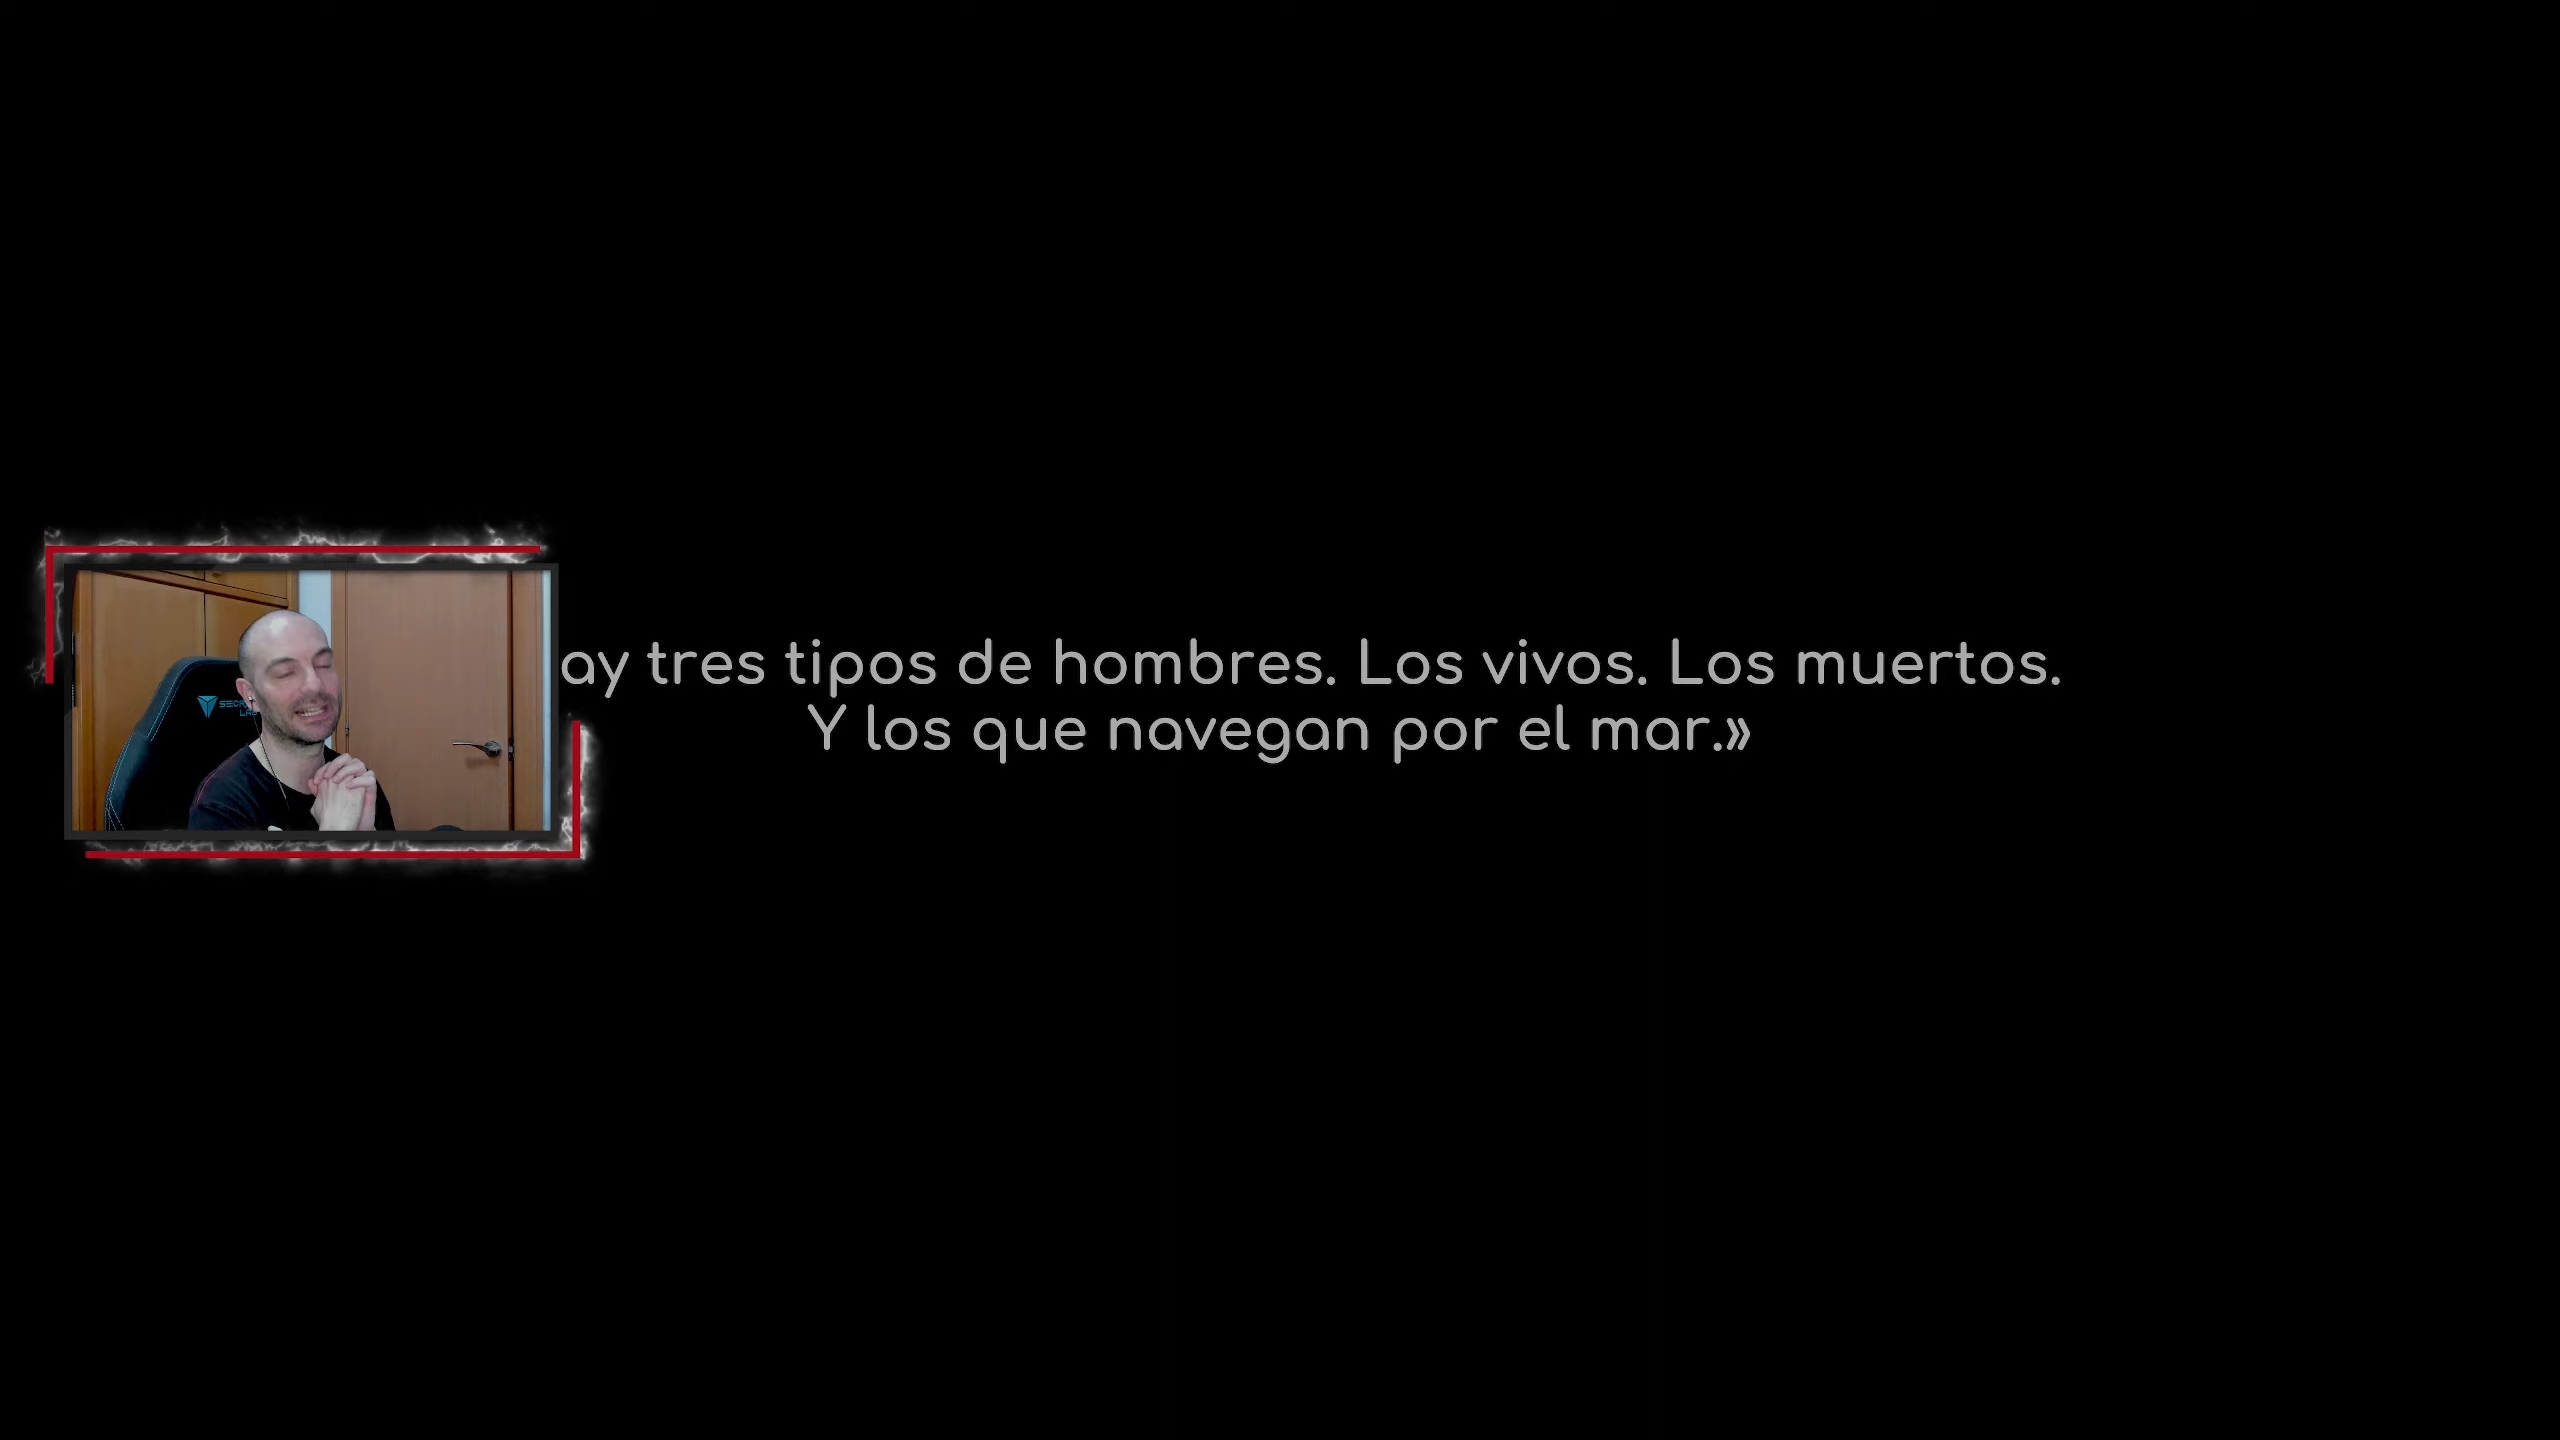 ay tres tipos de hombres. Los vivos. Los muertos.
Y los que navegan por el mar.»